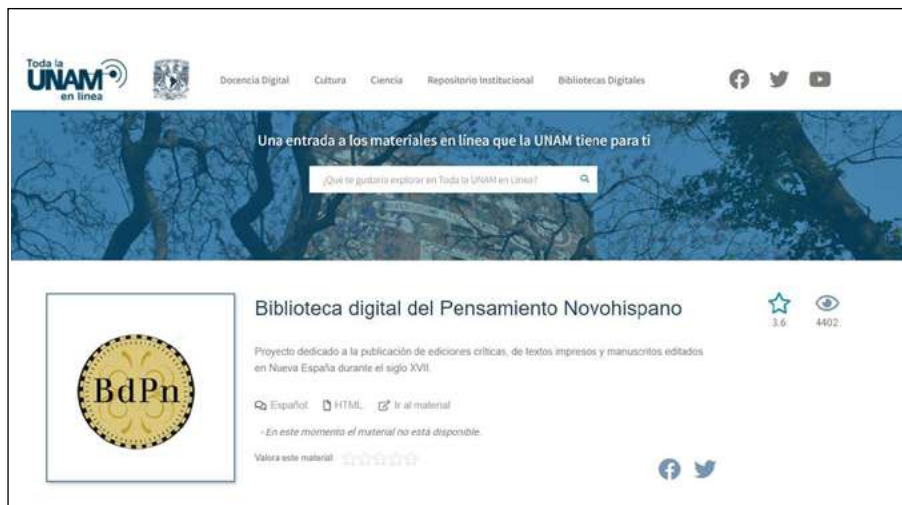 Toda la
UNAM
en línea
Docencia Digital Cultura Ciencia Repositorio Institucional Bibliotecas Digitales
Una entrada a los materiales en línea que la UNAM tiene para ti
¿Qué te gustaría explorar en Toda la UNAM en Línea?
BdPn
Biblioteca digital del Pensamiento Novohispano
3.6 4402
Proyecto dedicado a la publicación de ediciones críticas, de textos impresos y manuscritos editados
en Nueva España durante el siglo XVII.
Español HTML Ir al material
- En este momento el material no está disponible.
Valora este material